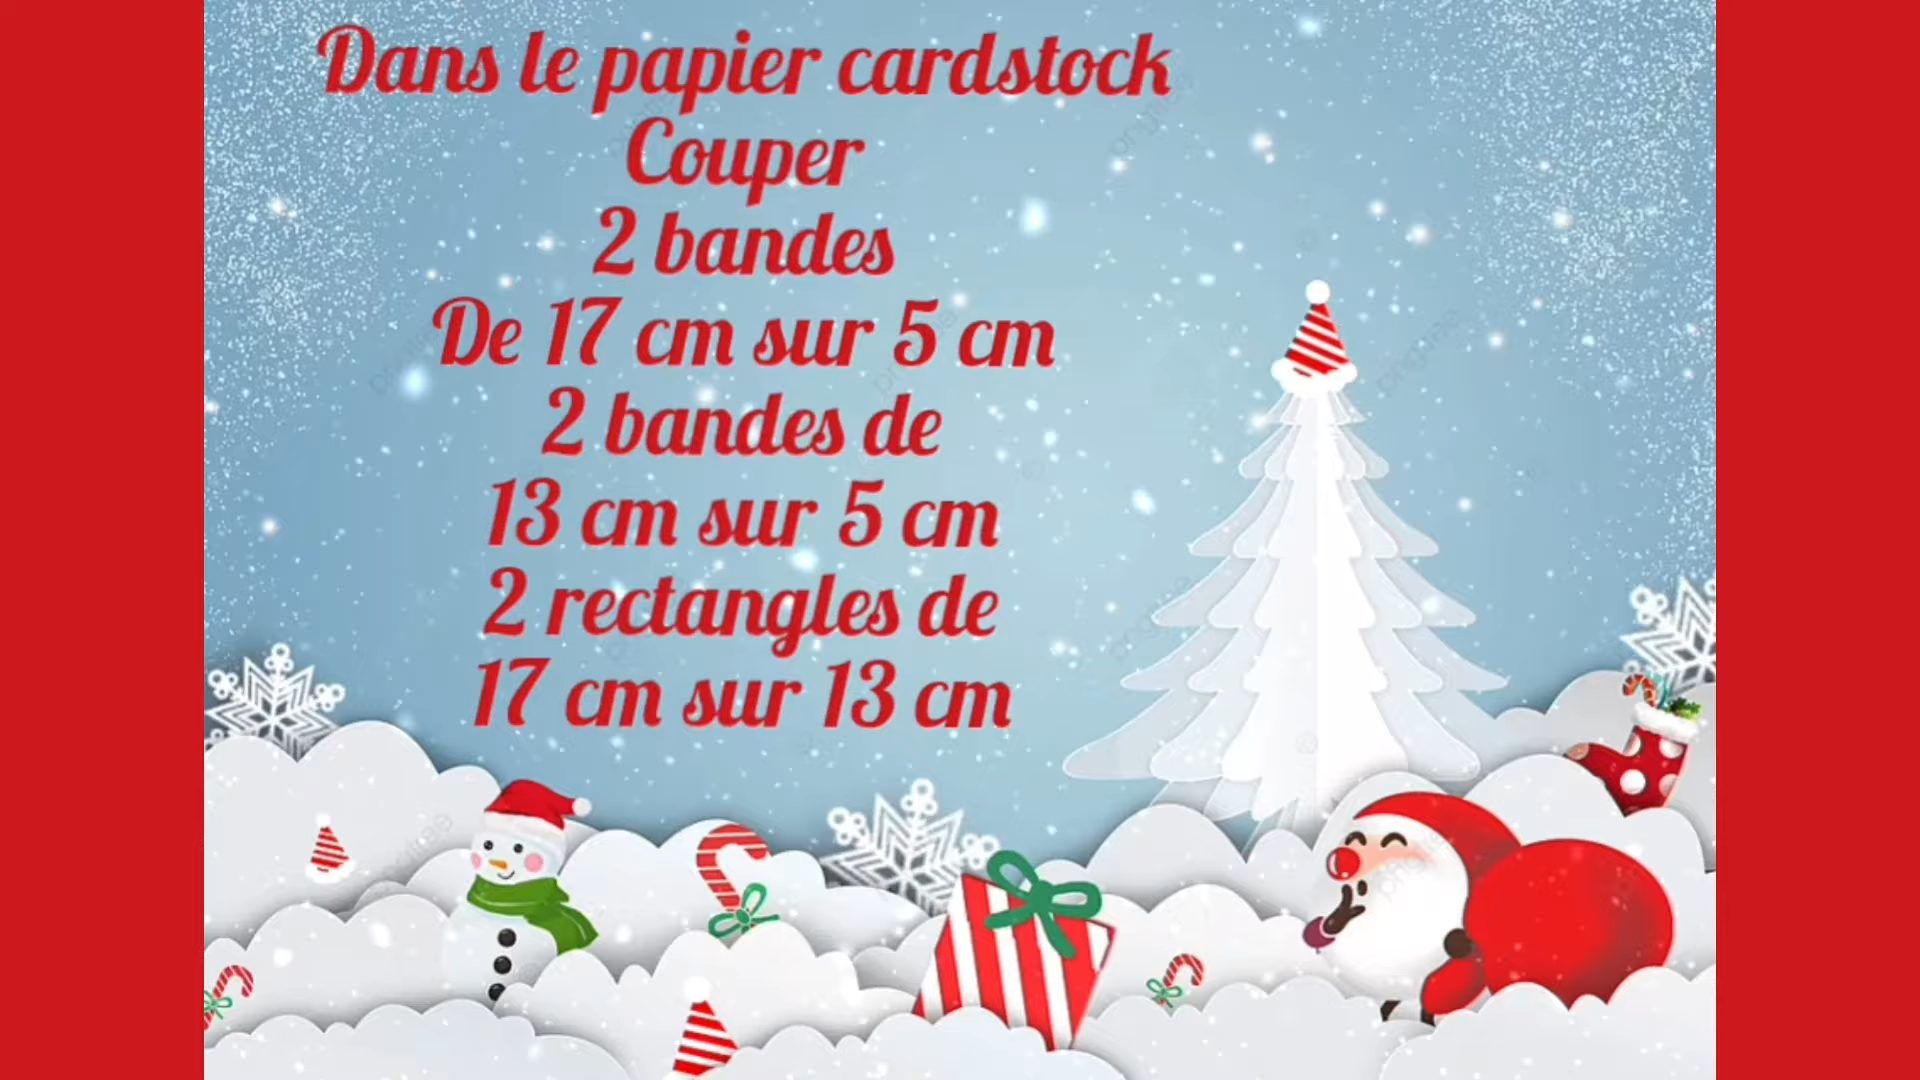 Dans le papier cardstock
Couper
2 bandes
De 17 cm sur 5 cm
2 bandes de
13 cm sur 5 cm
2 rectangles de
17 cm sur 13 cm